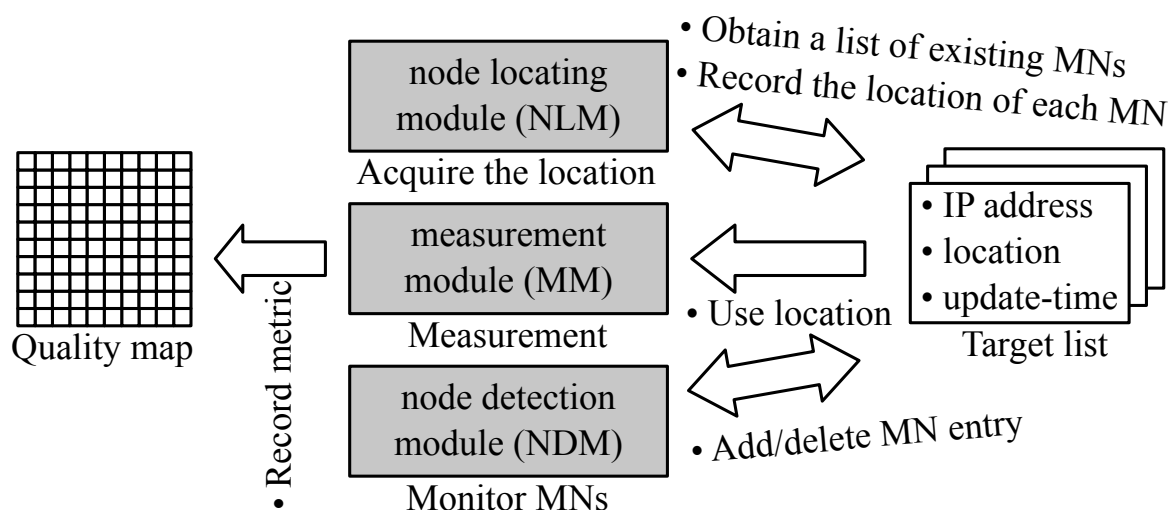 • Obtain a list of existing MNs
• Record the location of each MN
node locating
module (NLM)
Acquire the location
measurement
module (MM)
Measurement
node detection
module (NDM)
Monitor MNs
Quality map
• Record metric
• IP address
• location
• update-time
Target list
• Use location
• Add/delete MN entry